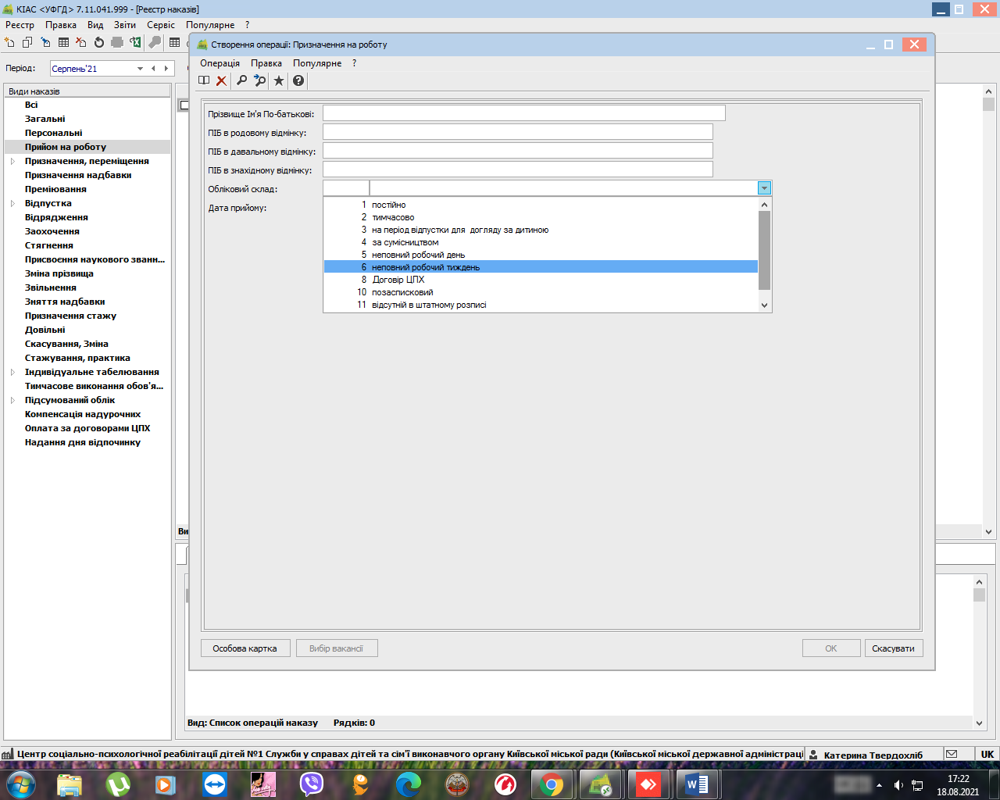 КІАС <УФГД> 7.11.041.999 - [Реєстр наказів]
Реєстр Правка Вид Звіти Сервіс Популярне ?
Період: Серпень'21
Види наказів
Всі
Загальні
Персональні
Прийом на роботу
Призначення, переміщення
Призначення надбавки
Преміювання
Відпустка
Відрядження
Заохочення
Стягнення
Присвоєння наукового званн...
Зміна прізвища
Звільнення
Зняття надбавки
Призначення стажу
Довільні
Скасування, Зміна
Стажування, практика
Індивідуальне табелювання
Тимчасове виконання обов'я...
Підсумований облік
Компенсація надурочних
Оплата за договорами ЦПХ
Надання дня відпочинку
Створення операції: Призначення на роботу
Операція Правка Популярне ?
Прізвище Ім'я По-батькові:
ПІБ в родовому відмінку:
ПІБ в давальному відмінку:
ПІБ в знахідному відмінку:
Обліковий склад:
Дата прийому:
1 постійно
2 тимчасово
3 на період відпустки для догляду за дитиною
4 за сумісництвом
5 неповний робочий день
6 неповний робочий тиждень
8 Договір ЦПХ
10 позасписковий
11 відсутній в штатному розписі
Особова картка Вибір вакансії ОК Скасувати
Ви
Вид: Список операцій наказу Рядків: 0
Центр соціально-психологічної реабілітації дітей №1 Служби у справах дітей та сім'ї виконавчого органу Київської міської ради (Київської міської державної адміністраці
Катерина Твердохліб
UK
17:22
18.08.2021